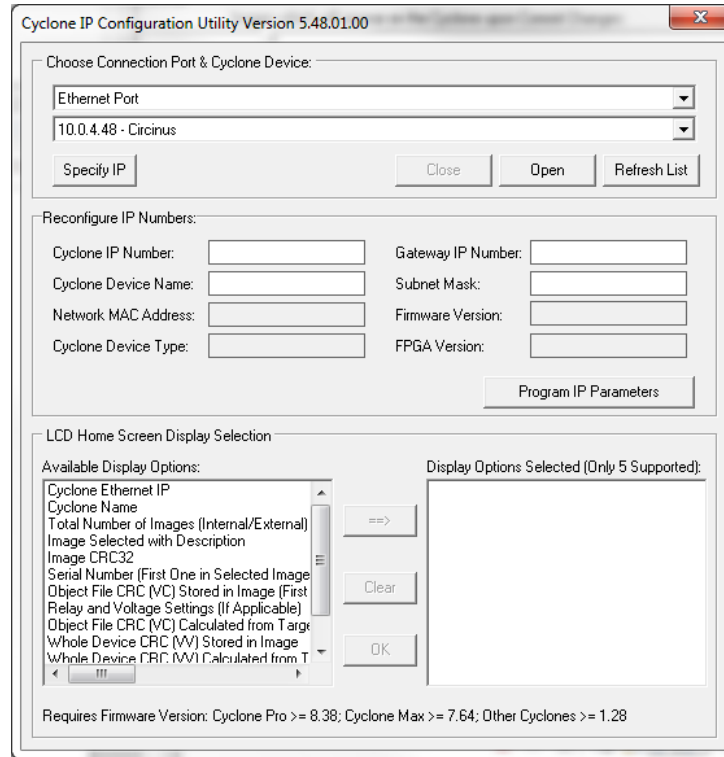 Cyclone IP Configuration Utility Version 5.48.01.00
Choose Connection Port & Cyclone Device:
Ethernet Port
10.0.4.48 - Circinus
Specify IP Close Open Refresh List
Reconfigure IP Numbers:
Cyclone IP Number: Gateway IP Number:
Cyclone Device Name: Subnet Mask:
Network MAC Address: Firmware Version:
Cyclone Device Type: FPGA Version:
Program IP Parameters
LCD Home Screen Display Selection
Available Display Options: Display Options Selected (Only 5 Supported):
Cyclone Ethernet IP
Cyclone Name
Total Number of Images (Internal/External)
Image Selected with Description
Image CRC32
Serial Number (First One in Selected Image
Object File CRC (VC) Stored in Image (First
Relay and Voltage Settings (If Applicable)
Object File CRC (VC) Calculated from Targe
Whole Device CRC (VV) Stored in Image
Whole Device CRC (VV) Calculated from T
==>
Clear
OK
Requires Firmware Version: Cyclone Pro >= 8.38; Cyclone Max >= 7.64; Other Cyclones >= 1.28